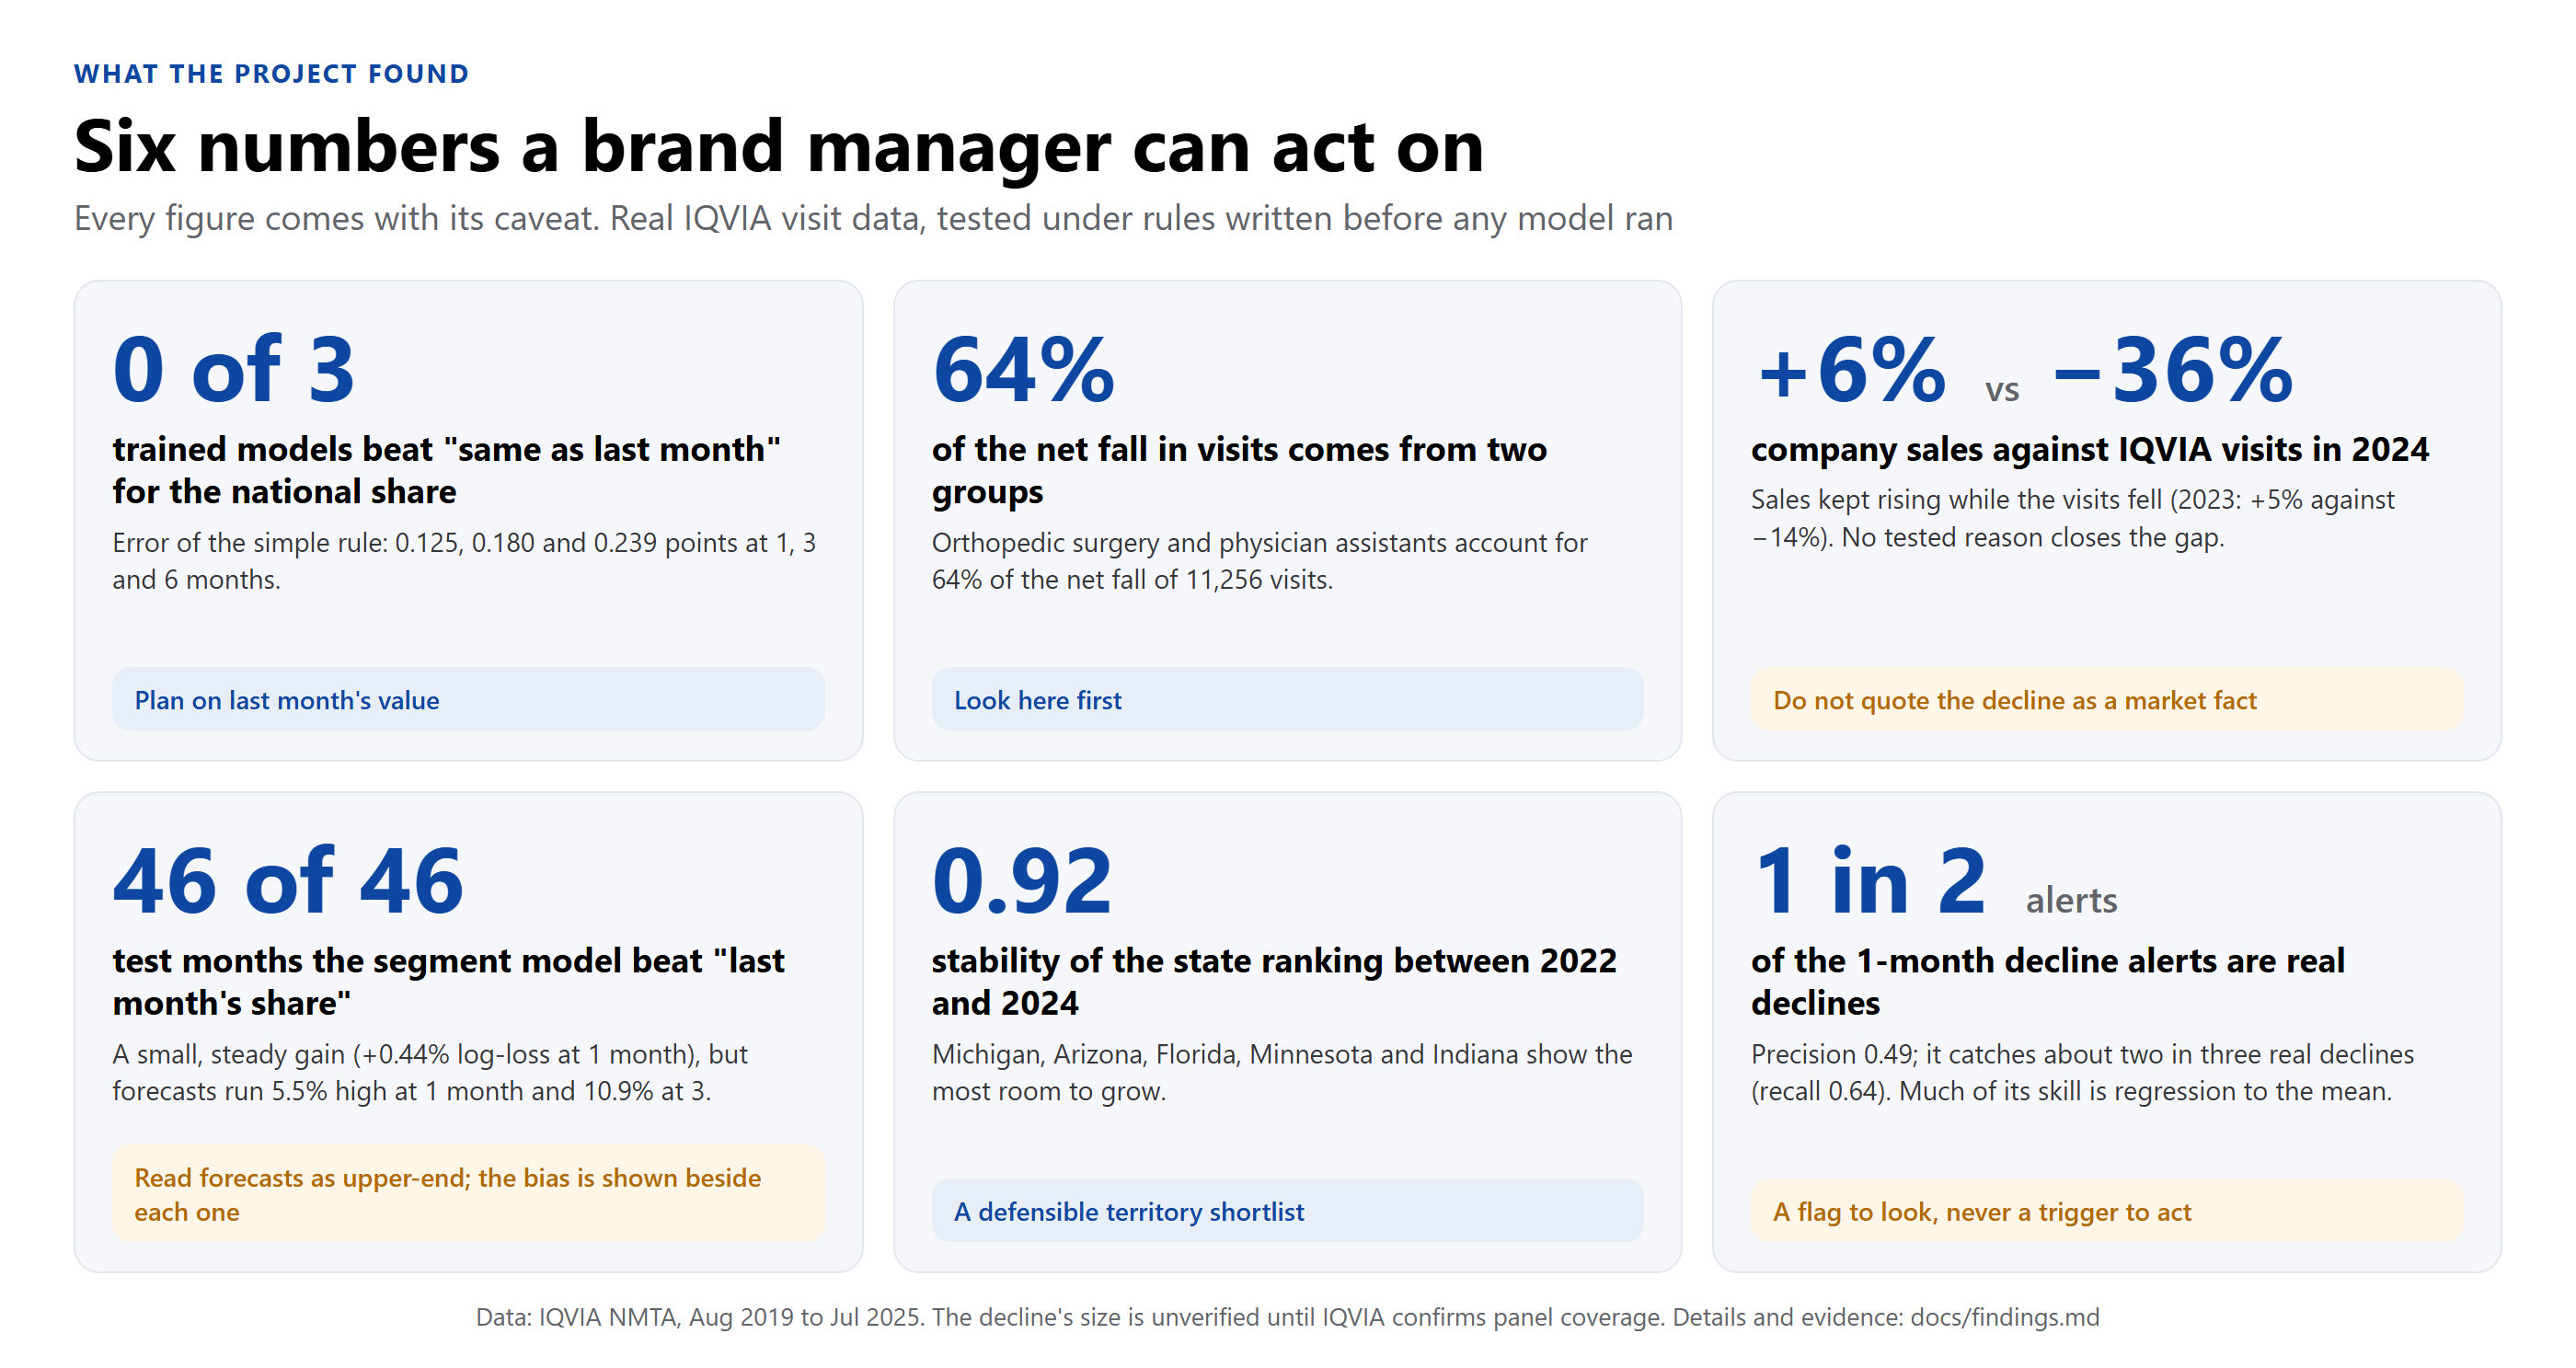 WHAT THE PROJECT FOUND
Six numbers a brand manager can act on
Every figure comes with its caveat. Real IQVIA visit data, tested under rules written before any model ran
0 of 3
trained models beat "same as last month"
for the national share
Error of the simple rule: 0.125, 0.180 and 0.239 points at 1, 3
and 6 months.
Plan on last month's value
64%
of the net fall in visits comes from two
groups
Orthopedic surgery and physician assistants account for
64% of the net fall of 11,256 visits.
Look here first
+6% vs −36%
company sales against IQVIA visits in 2024
Sales kept rising while the visits fell (2023: +5% against
−14%). No tested reason closes the gap.
Do not quote the decline as a market fact
46 of 46
test months the segment model beat "last
month's share"
A small, steady gain (+0.44% log-loss at 1 month), but
forecasts run 5.5% high at 1 month and 10.9% at 3.
Read forecasts as upper-end; the bias is shown beside
each one
0.92
stability of the state ranking between 2022
and 2024
Michigan, Arizona, Florida, Minnesota and Indiana show the
most room to grow.
A defensible territory shortlist
1 in 2 alerts
of the 1-month decline alerts are real
declines
Precision 0.49; it catches about two in three real declines
(recall 0.64). Much of its skill is regression to the mean.
A flag to look, never a trigger to act
Data: IQVIA NMTA, Aug 2019 to Jul 2025. The decline's size is unverified until IQVIA confirms panel coverage. Details and evidence: docs/findings.md